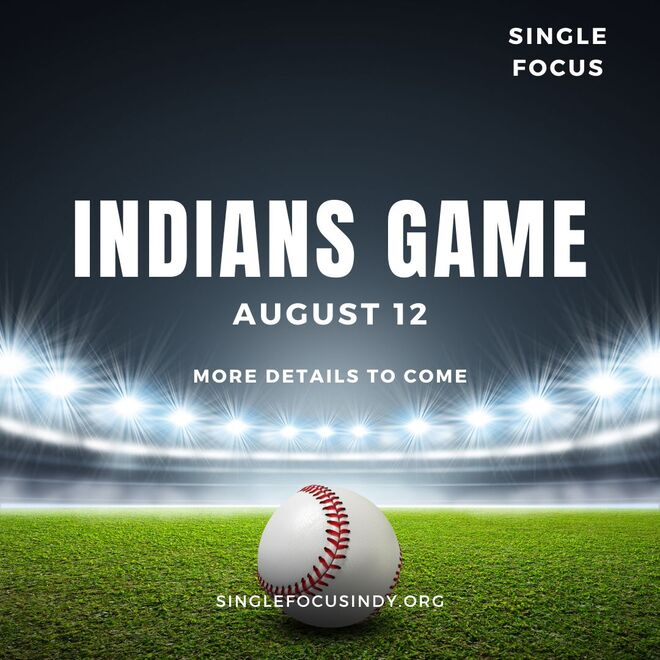 SINGLE
FOCUS
INDIANS GAME
AUGUST 12
MORE DETAILS TO COME
SINGLEFOCUSINDY.ORG